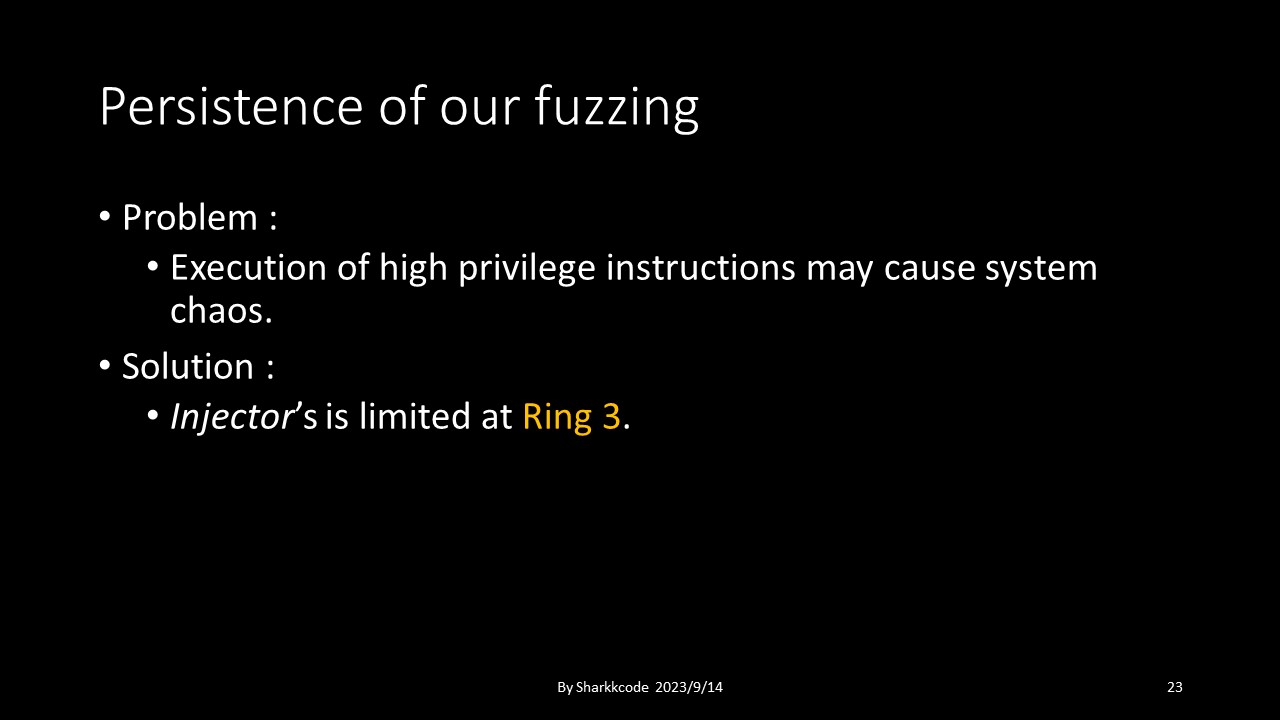 Persistence of our fuzzing
• Problem :
• Execution of high privilege instructions may cause system
chaos.
• Solution :
• Injector’s is limited at Ring 3.
By Sharkkcode 2023/9/14
23